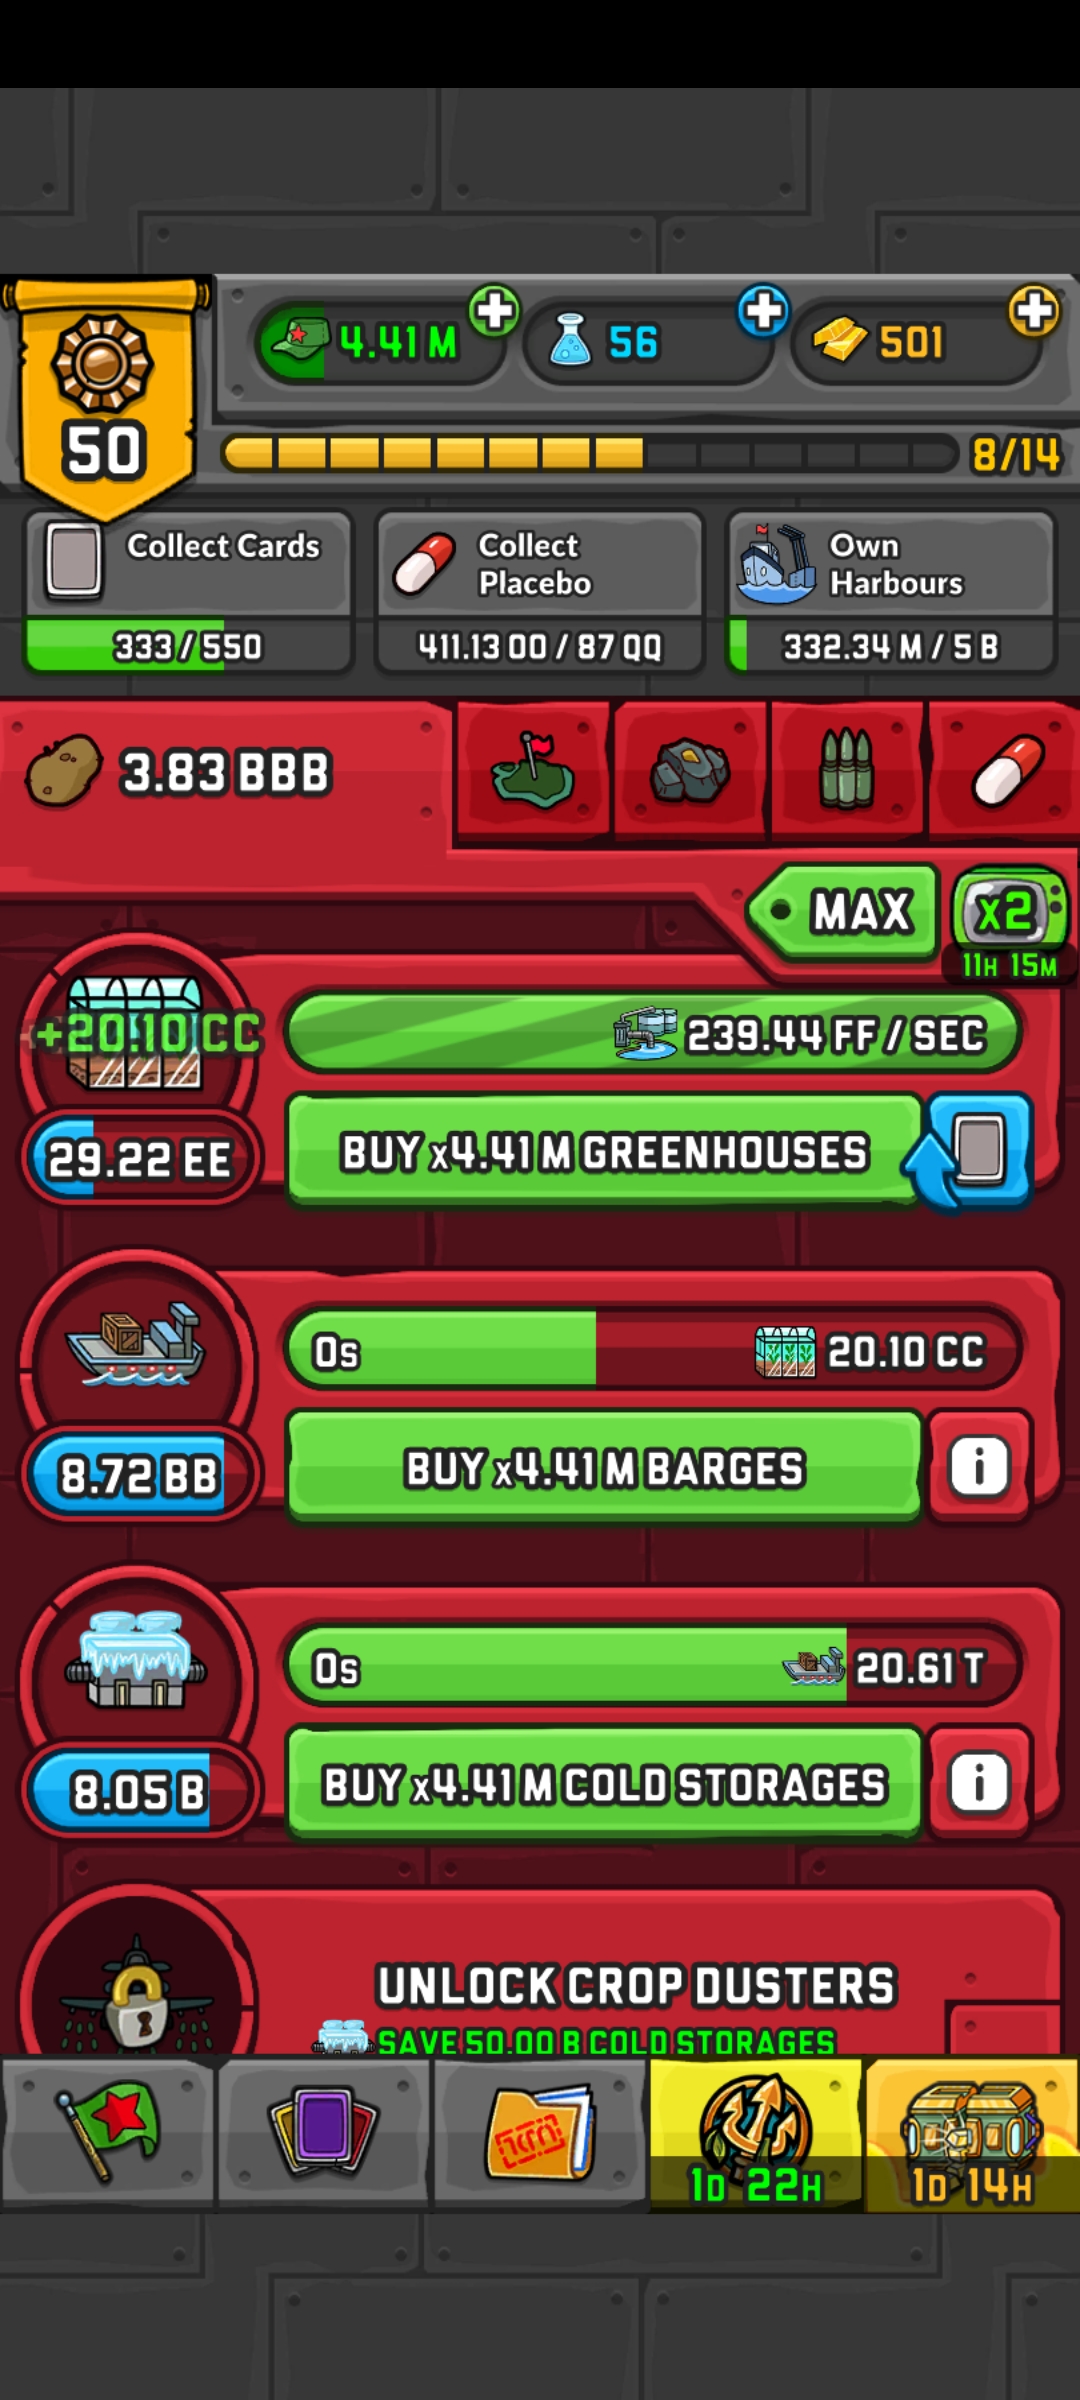 4.41 M
56
501
50
8/14
Collect Cards
333 / 550
Collect
Placebo
411.13 OO / 87 QQ
Own
Harbours
332.34 M / 5 B
3.83 BBB
MAX
x2
11H 15M
+20.10 CC
239.44 FF / SEC
29.22 EE
BUY x4.41 M GREENHOUSES
0s
20.10 CC
8.72 BB
BUY x4.41 M BARGES
i
0s
20.61 T
8.05 B
BUY x4.41 M COLD STORAGES
i
UNLOCK CROP DUSTERS
SAVE 50.00 B COLD STORAGES
1D 22H
1D 14H